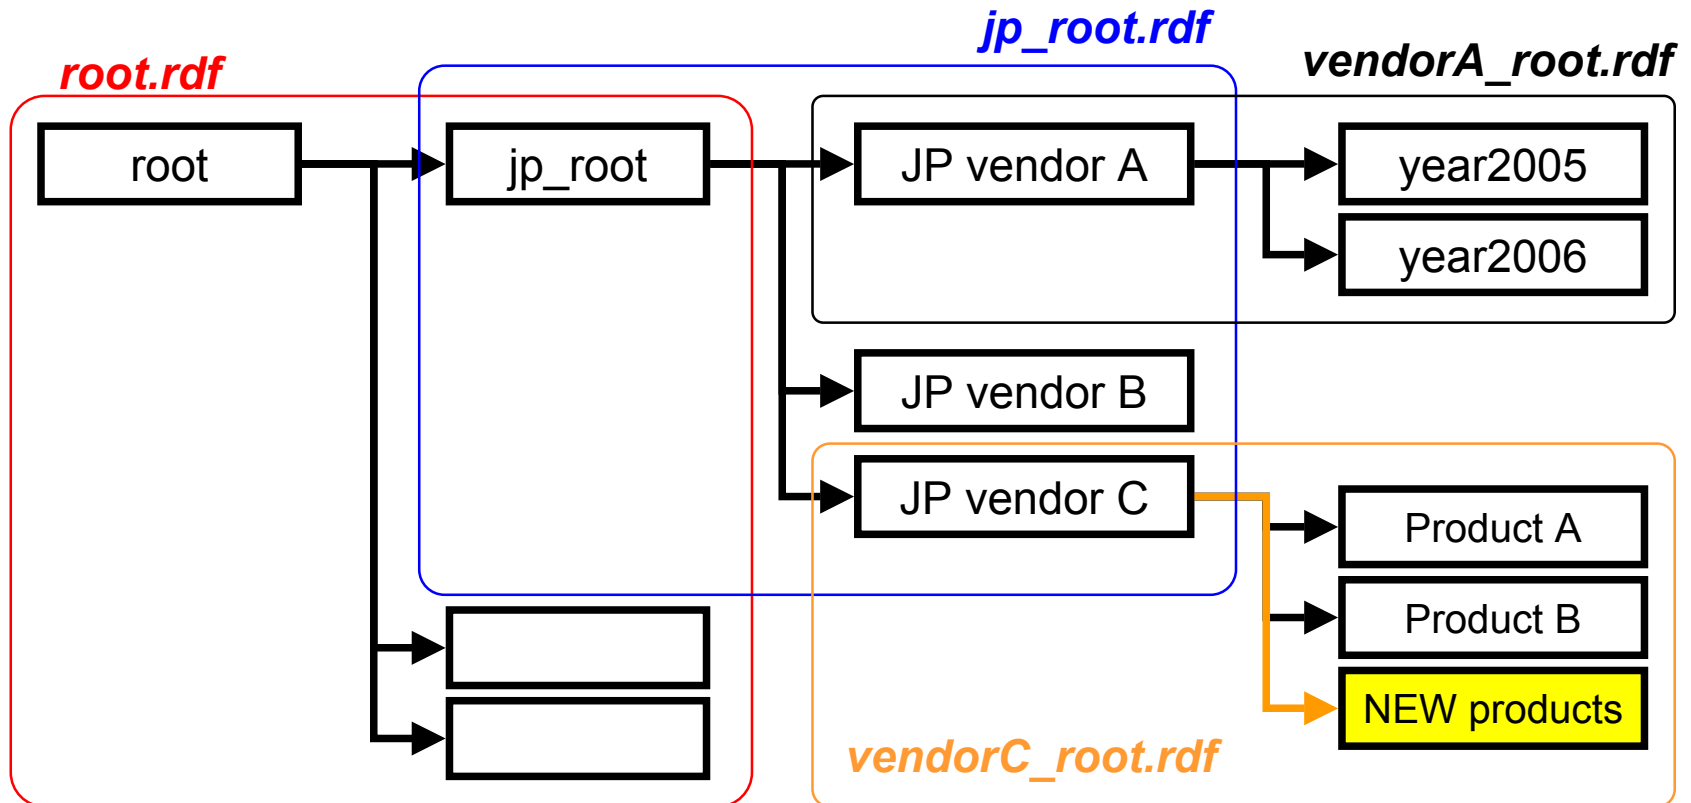 jp_root.rdf
root.rdf
vendorA_root.rdf
root
jp_root
JP vendor A
year2005
year2006
JP vendor B
JP vendor C
Product A
Product B
NEW products
vendorC_root.rdf